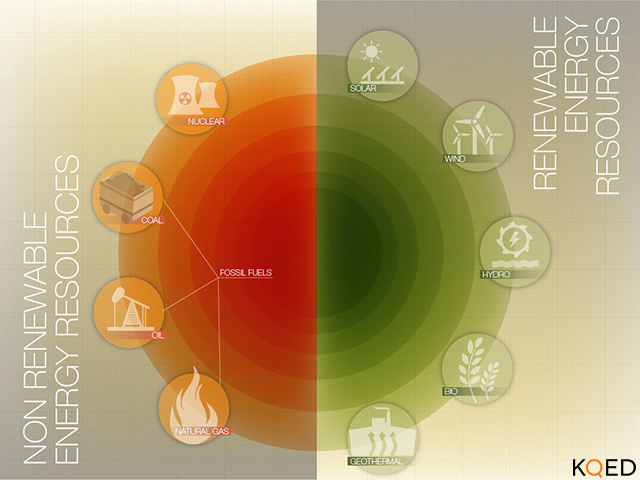 NON RENEWABLE
ENERGY RESOURCES
NUCLEAR
COAL
OIL
NATURAL GAS
FOSSIL FUELS
RENEWABLE
ENERGY
RESOURCES
SOLAR
WIND
HYDRO
BIO
GEOTHERMAL
KQED